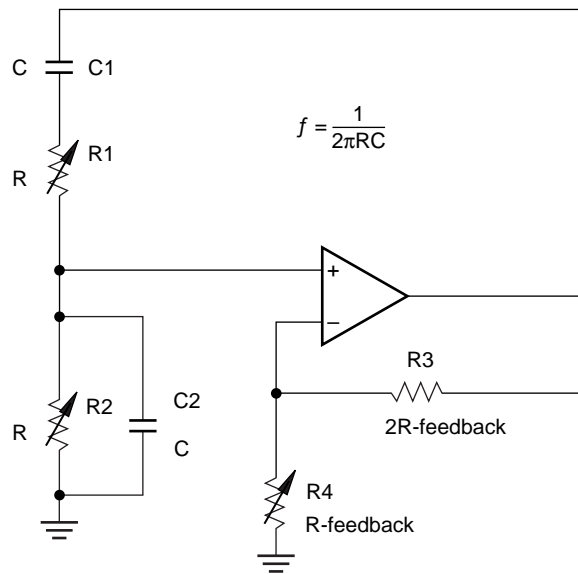 C C1
R1
R
f = 1/2πRC
+
−
R3
2R-feedback
R2
C2
R
C
R4
R-feedback